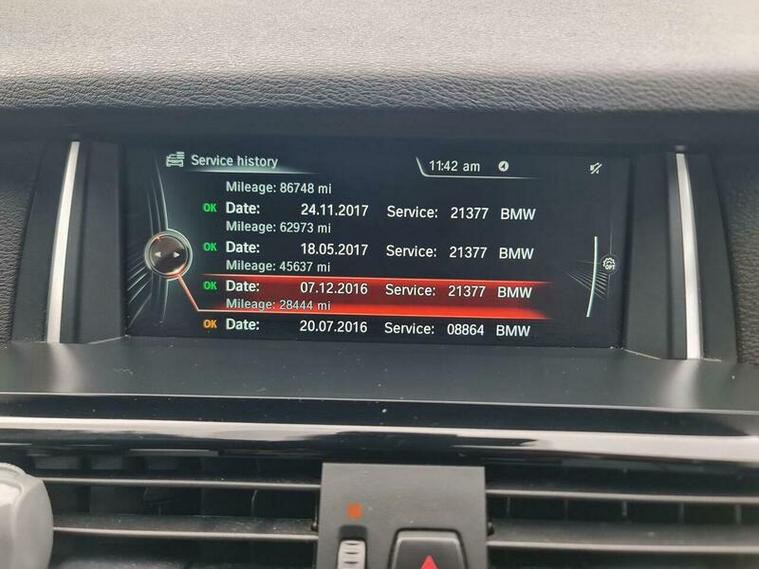 Service history
11:42 am
Mileage: 86748 mi
OK Date: 24.11.2017 Service: 21377 BMW
Mileage: 62973 mi
OK Date: 18.05.2017 Service: 21377 BMW
Mileage: 45637 mi
OK Date: 07.12.2016 Service: 21377 BMW
Mileage: 28444 mi
OK Date: 20.07.2016 Service: 08864 BMW
OPT